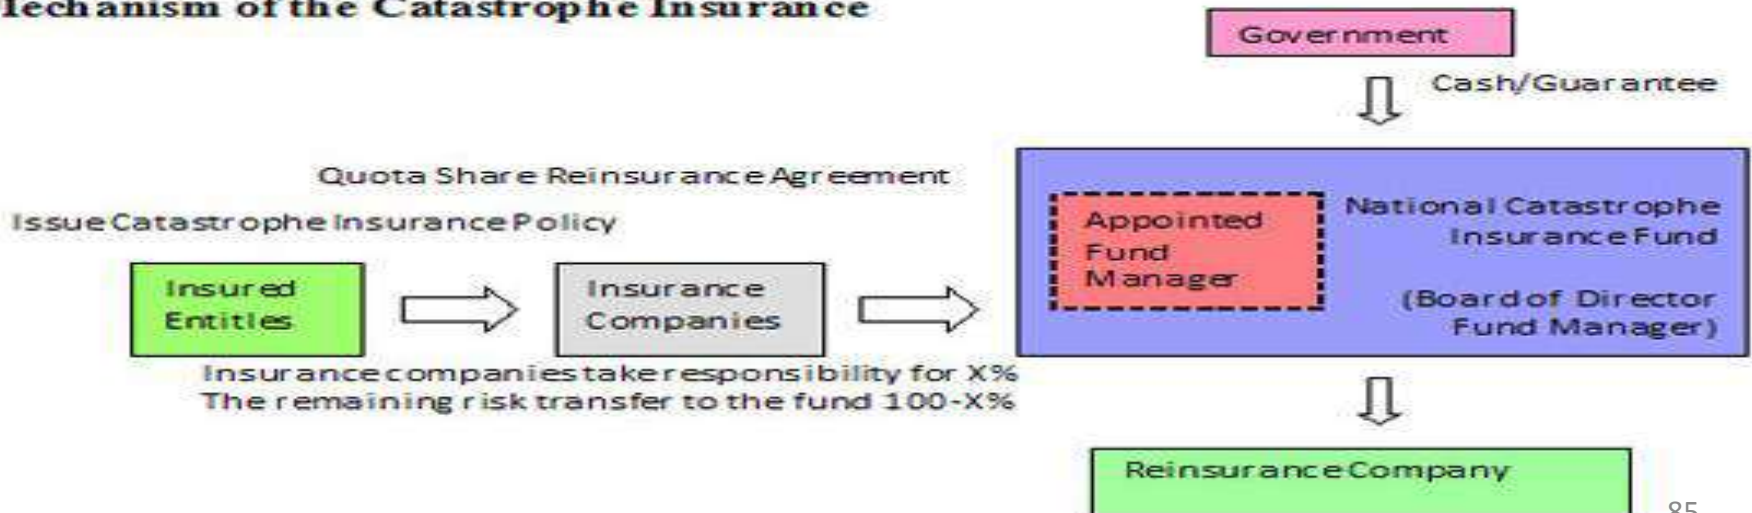 Mechanism of the Catastrophe Insurance
Government
Cash/Guarantee
Quota Share Reinsurance Agreement
Issue Catastrophe Insurance Policy
Insured
Entitles
Insurance
Companies
Appointed
Fund
Manager
National Catastrophe
Insurance Fund
(Board of Director
Fund Manager)
Insurance companies take responsibility for X%
The remaining risk transfer to the fund 100-X%
Reinsurance Company
85